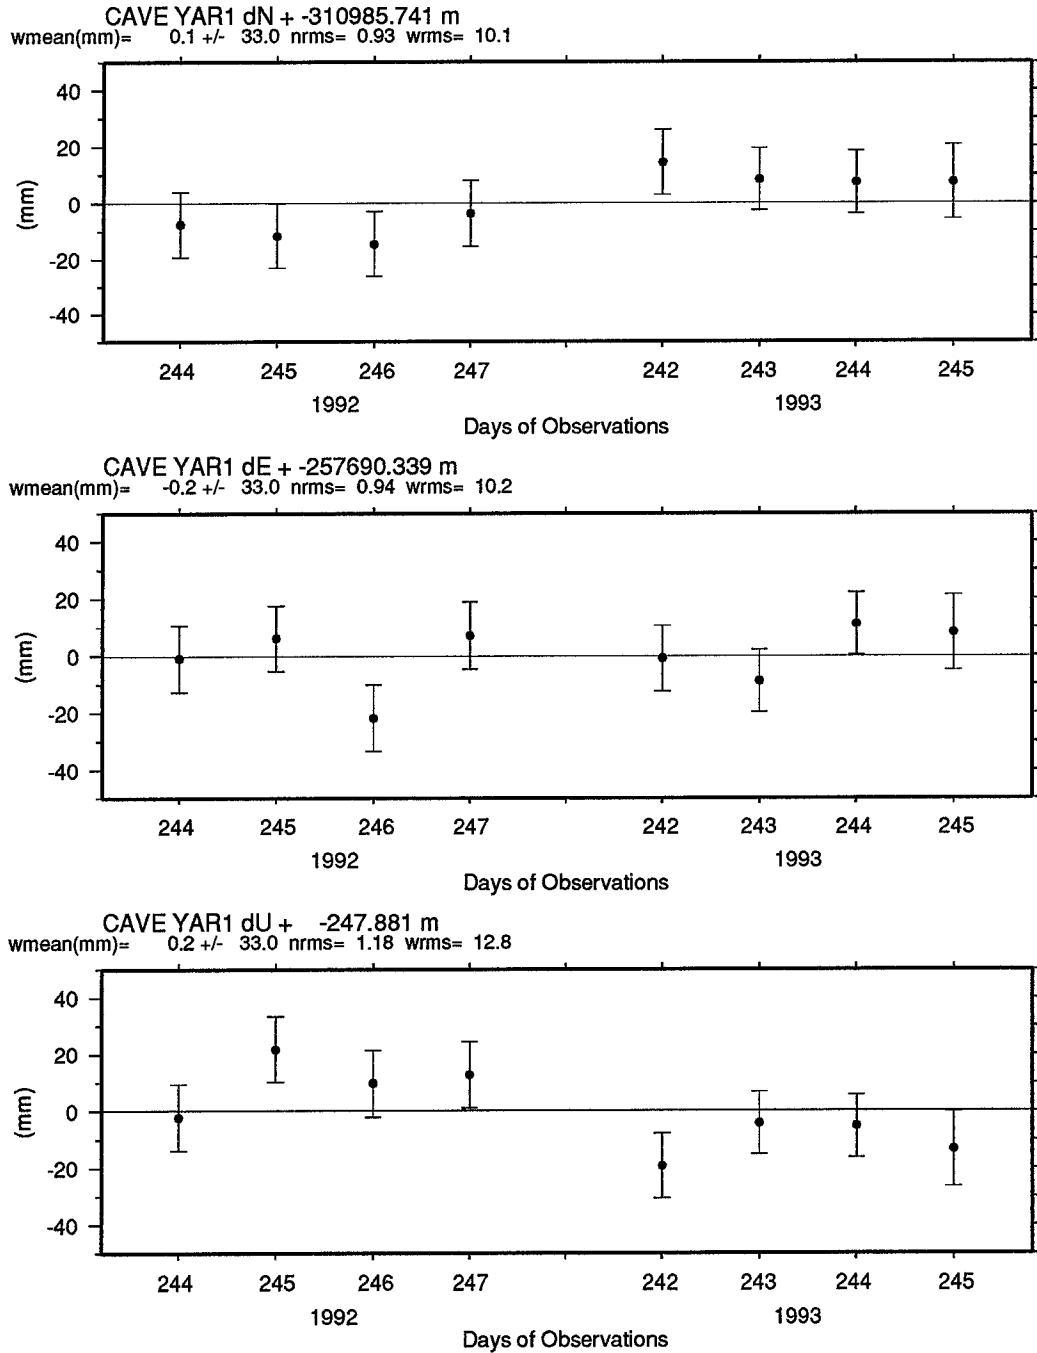 CAVE YAR1 dN + -310985.741 m
wmean(mm)= 0.1 +/- 33.0 nrms= 0.93 wrms= 10.1
40
20
0
-20
-40
(mm)
244 245 246 247 242 243 244 245
1992 1993
Days of Observations
CAVE YAR1 dE + -257690.339 m
wmean(mm)= -0.2 +/- 33.0 nrms= 0.94 wrms= 10.2
40
20
0
-20
-40
(mm)
244 245 246 247 242 243 244 245
1992 1993
Days of Observations
CAVE YAR1 dU + -247.881 m
wmean(mm)= 0.2 +/- 33.0 nrms= 1.18 wrms= 12.8
40
20
0
-20
-40
(mm)
244 245 246 247 242 243 244 245
1992 1993
Days of Observations